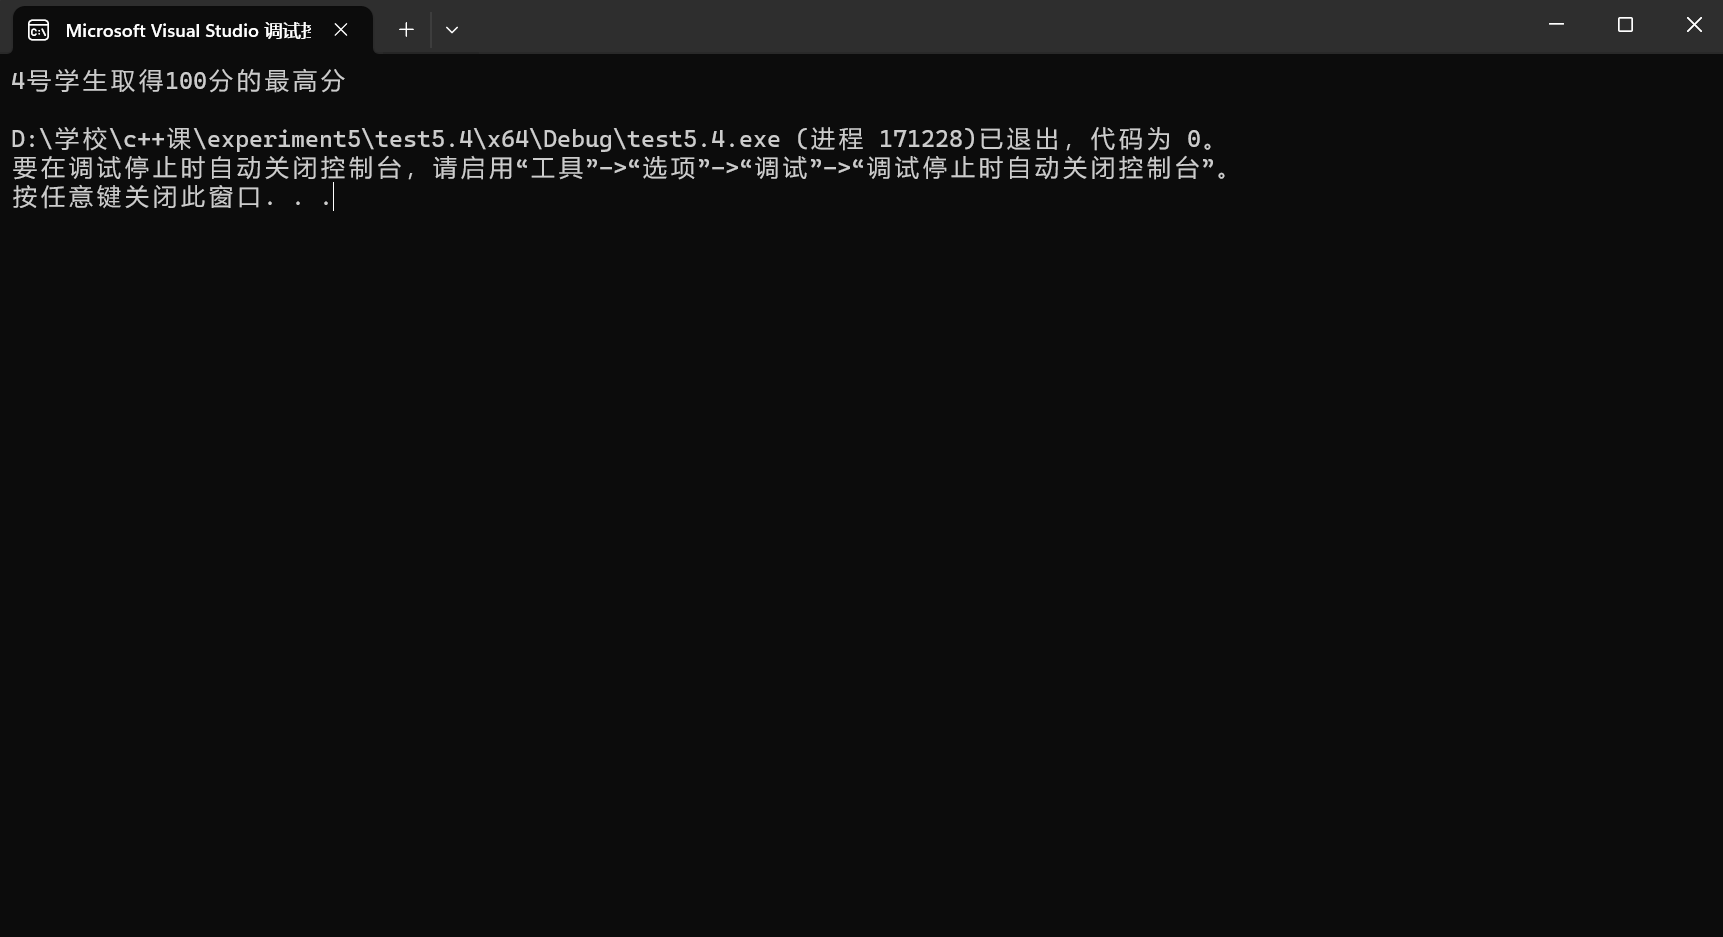 Microsoft Visual Studio 调试
4号学生取得100分的最高分
D:\学校\c++课\experiment5\test5.4\x64\Debug\test5.4.exe (进程 171228)已退出，代码为 0。
要在调试停止时自动关闭控制台，请启用“工具”->“选项”->“调试”->“调试停止时自动关闭控制台”。
按任意键关闭此窗口. . .